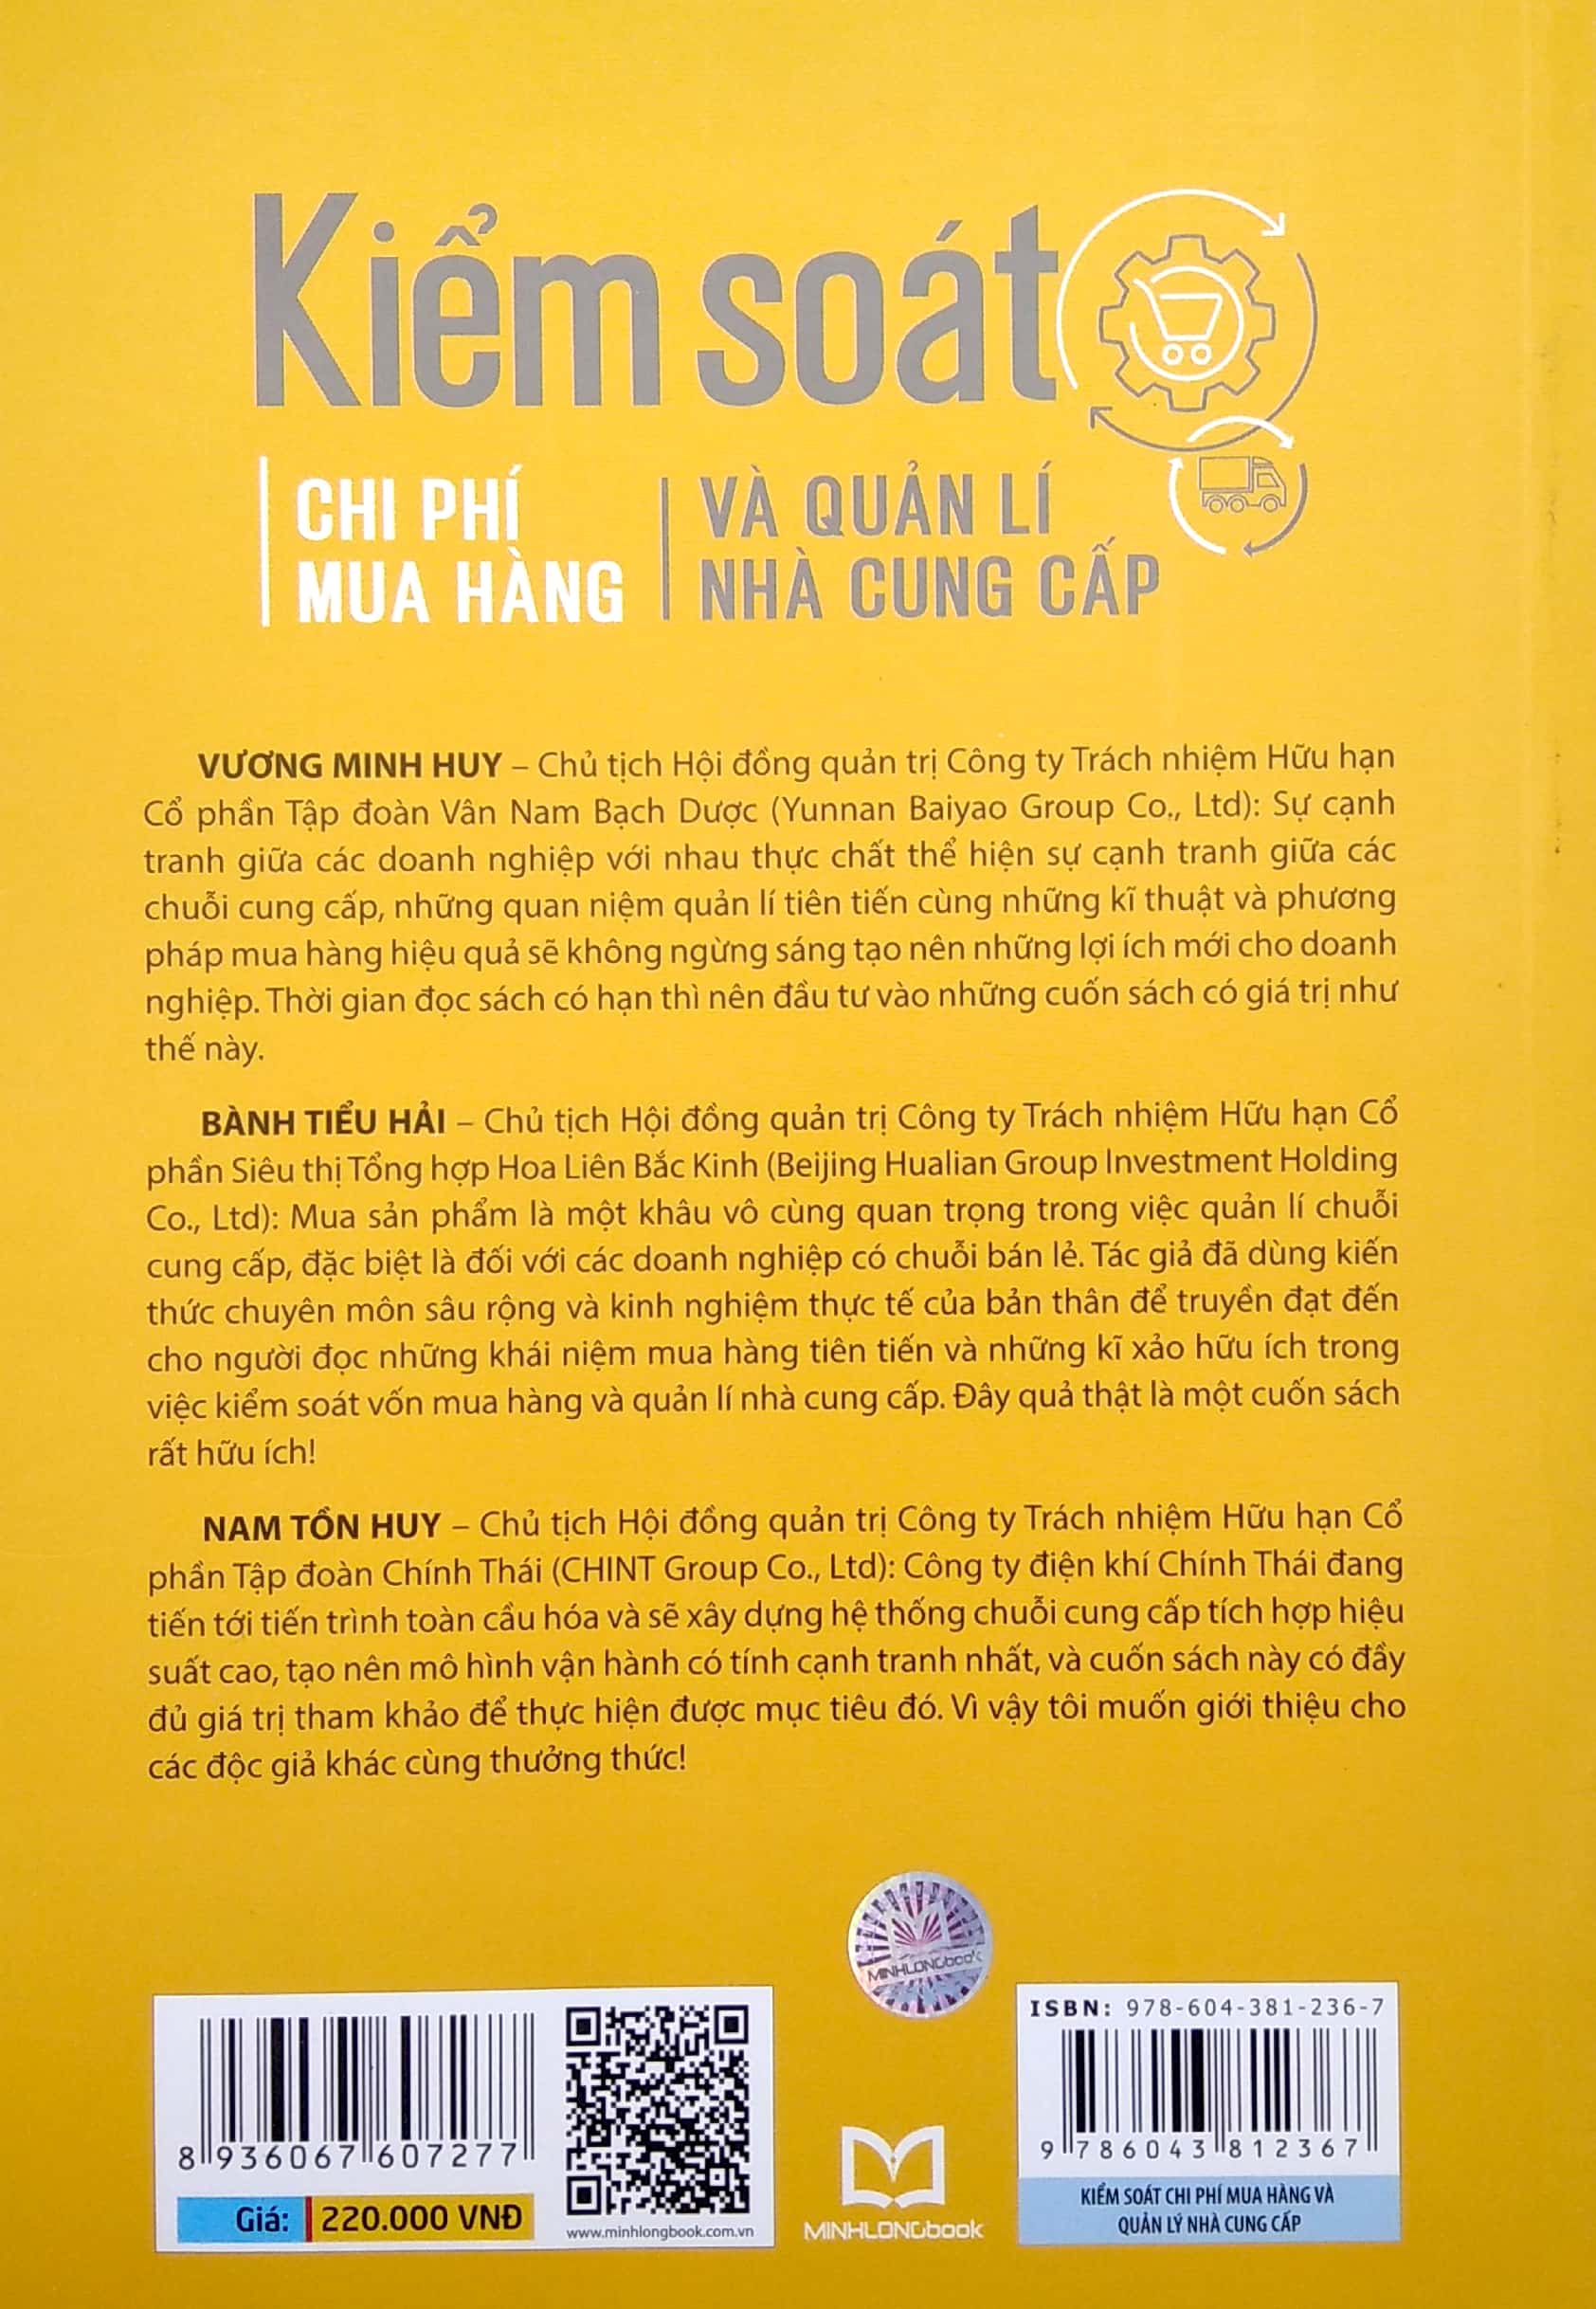 Kiểm soát
CHI PHÍ
MUA HÀNG
VÀ QUẢN LÍ
NHÀ CUNG CẤP
VƯƠNG MINH HUY – Chủ tịch Hội đồng quản trị Công ty Trách nhiệm Hữu hạn
Cổ phần Tập đoàn Vân Nam Bạch Dược (Yunnan Baiyao Group Co., Ltd): Sự cạnh
tranh giữa các doanh nghiệp với nhau thực chất thể hiện sự cạnh tranh giữa các
chuỗi cung cấp, những quan niệm quản lí tiên tiến cùng những kĩ thuật và phương
pháp mua hàng hiệu quả sẽ không ngừng sáng tạo nên những lợi ích mới cho doanh
nghiệp. Thời gian đọc sách có hạn thì nên đầu tư vào những cuốn sách có giá trị như
thế này.
BÀNH TIỂU HẢI – Chủ tịch Hội đồng quản trị Công ty Trách nhiệm Hữu hạn Cổ
phần Siêu thị Tổng hợp Hoa Liên Bắc Kinh (Beijing Hualian Group Investment Holding
Co., Ltd): Mua sản phẩm là một khâu vô cùng quan trọng trong việc quản lí chuỗi
cung cấp, đặc biệt là đối với các doanh nghiệp có chuỗi bán lẻ. Tác giả đã dùng kiến
thức chuyên môn sâu rộng và kinh nghiệm thực tế của bản thân để truyền đạt đến
cho người đọc những khái niệm mua hàng tiên tiến và những kĩ xảo hữu ích trong
việc kiểm soát vốn mua hàng và quản lí nhà cung cấp. Đây quả thật là một cuốn sách
rất hữu ích!
NAM TỒN HUY – Chủ tịch Hội đồng quản trị Công ty Trách nhiệm Hữu hạn Cổ
phần Tập đoàn Chính Thái (CHINT Group Co., Ltd): Công ty điện khí Chính Thái đang
tiến tới tiến trình toàn cầu hóa và sẽ xây dựng hệ thống chuỗi cung cấp tích hợp hiệu
suất cao, tạo nên mô hình vận hành có tính cạnh tranh nhất, và cuốn sách này có đầy
đủ giá trị tham khảo để thực hiện được mục tiêu đó. Vì vậy tôi muốn giới thiệu cho
các độc giả khác cùng thưởng thức!
MINHLONGbook
8 936067 607277
Giá: 220.000 VNĐ
www.minhlongbook.com.vn
MINHLONGbook
ISBN: 978-604-381-236-7
9 786043 812367
KIỂM SOÁT CHI PHÍ MUA HÀNG VÀ
QUẢN LÝ NHÀ CUNG CẤP